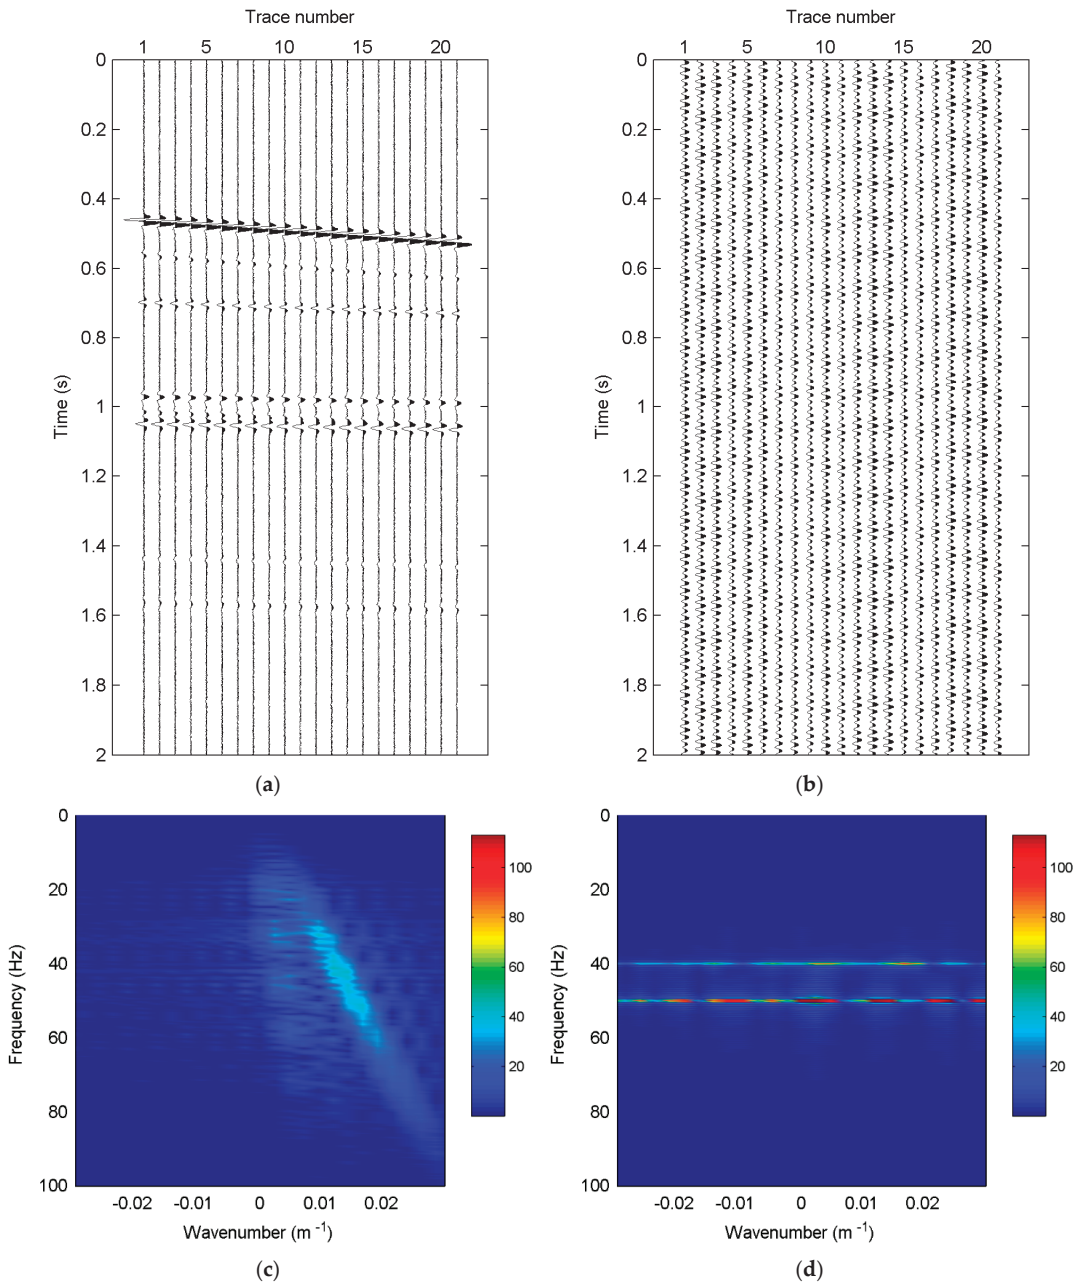 Trace number
1 5 10 15 20
0
0.2
0.4
0.6
0.8
1
1.2
1.4
1.6
1.8
2
Time (s)
(a)
Trace number
1 5 10 15 20
0
0.2
0.4
0.6
0.8
1
1.2
1.4
1.6
1.8
2
Time (s)
(b)
0
20
40
60
80
100
Frequency (Hz)
-0.02 -0.01 0 0.01 0.02
Wavenumber (m -1)
100
80
60
40
20
(c)
0
20
40
60
80
100
Frequency (Hz)
-0.02 -0.01 0 0.01 0.02
Wavenumber (m -1)
100
80
60
40
20
(d)